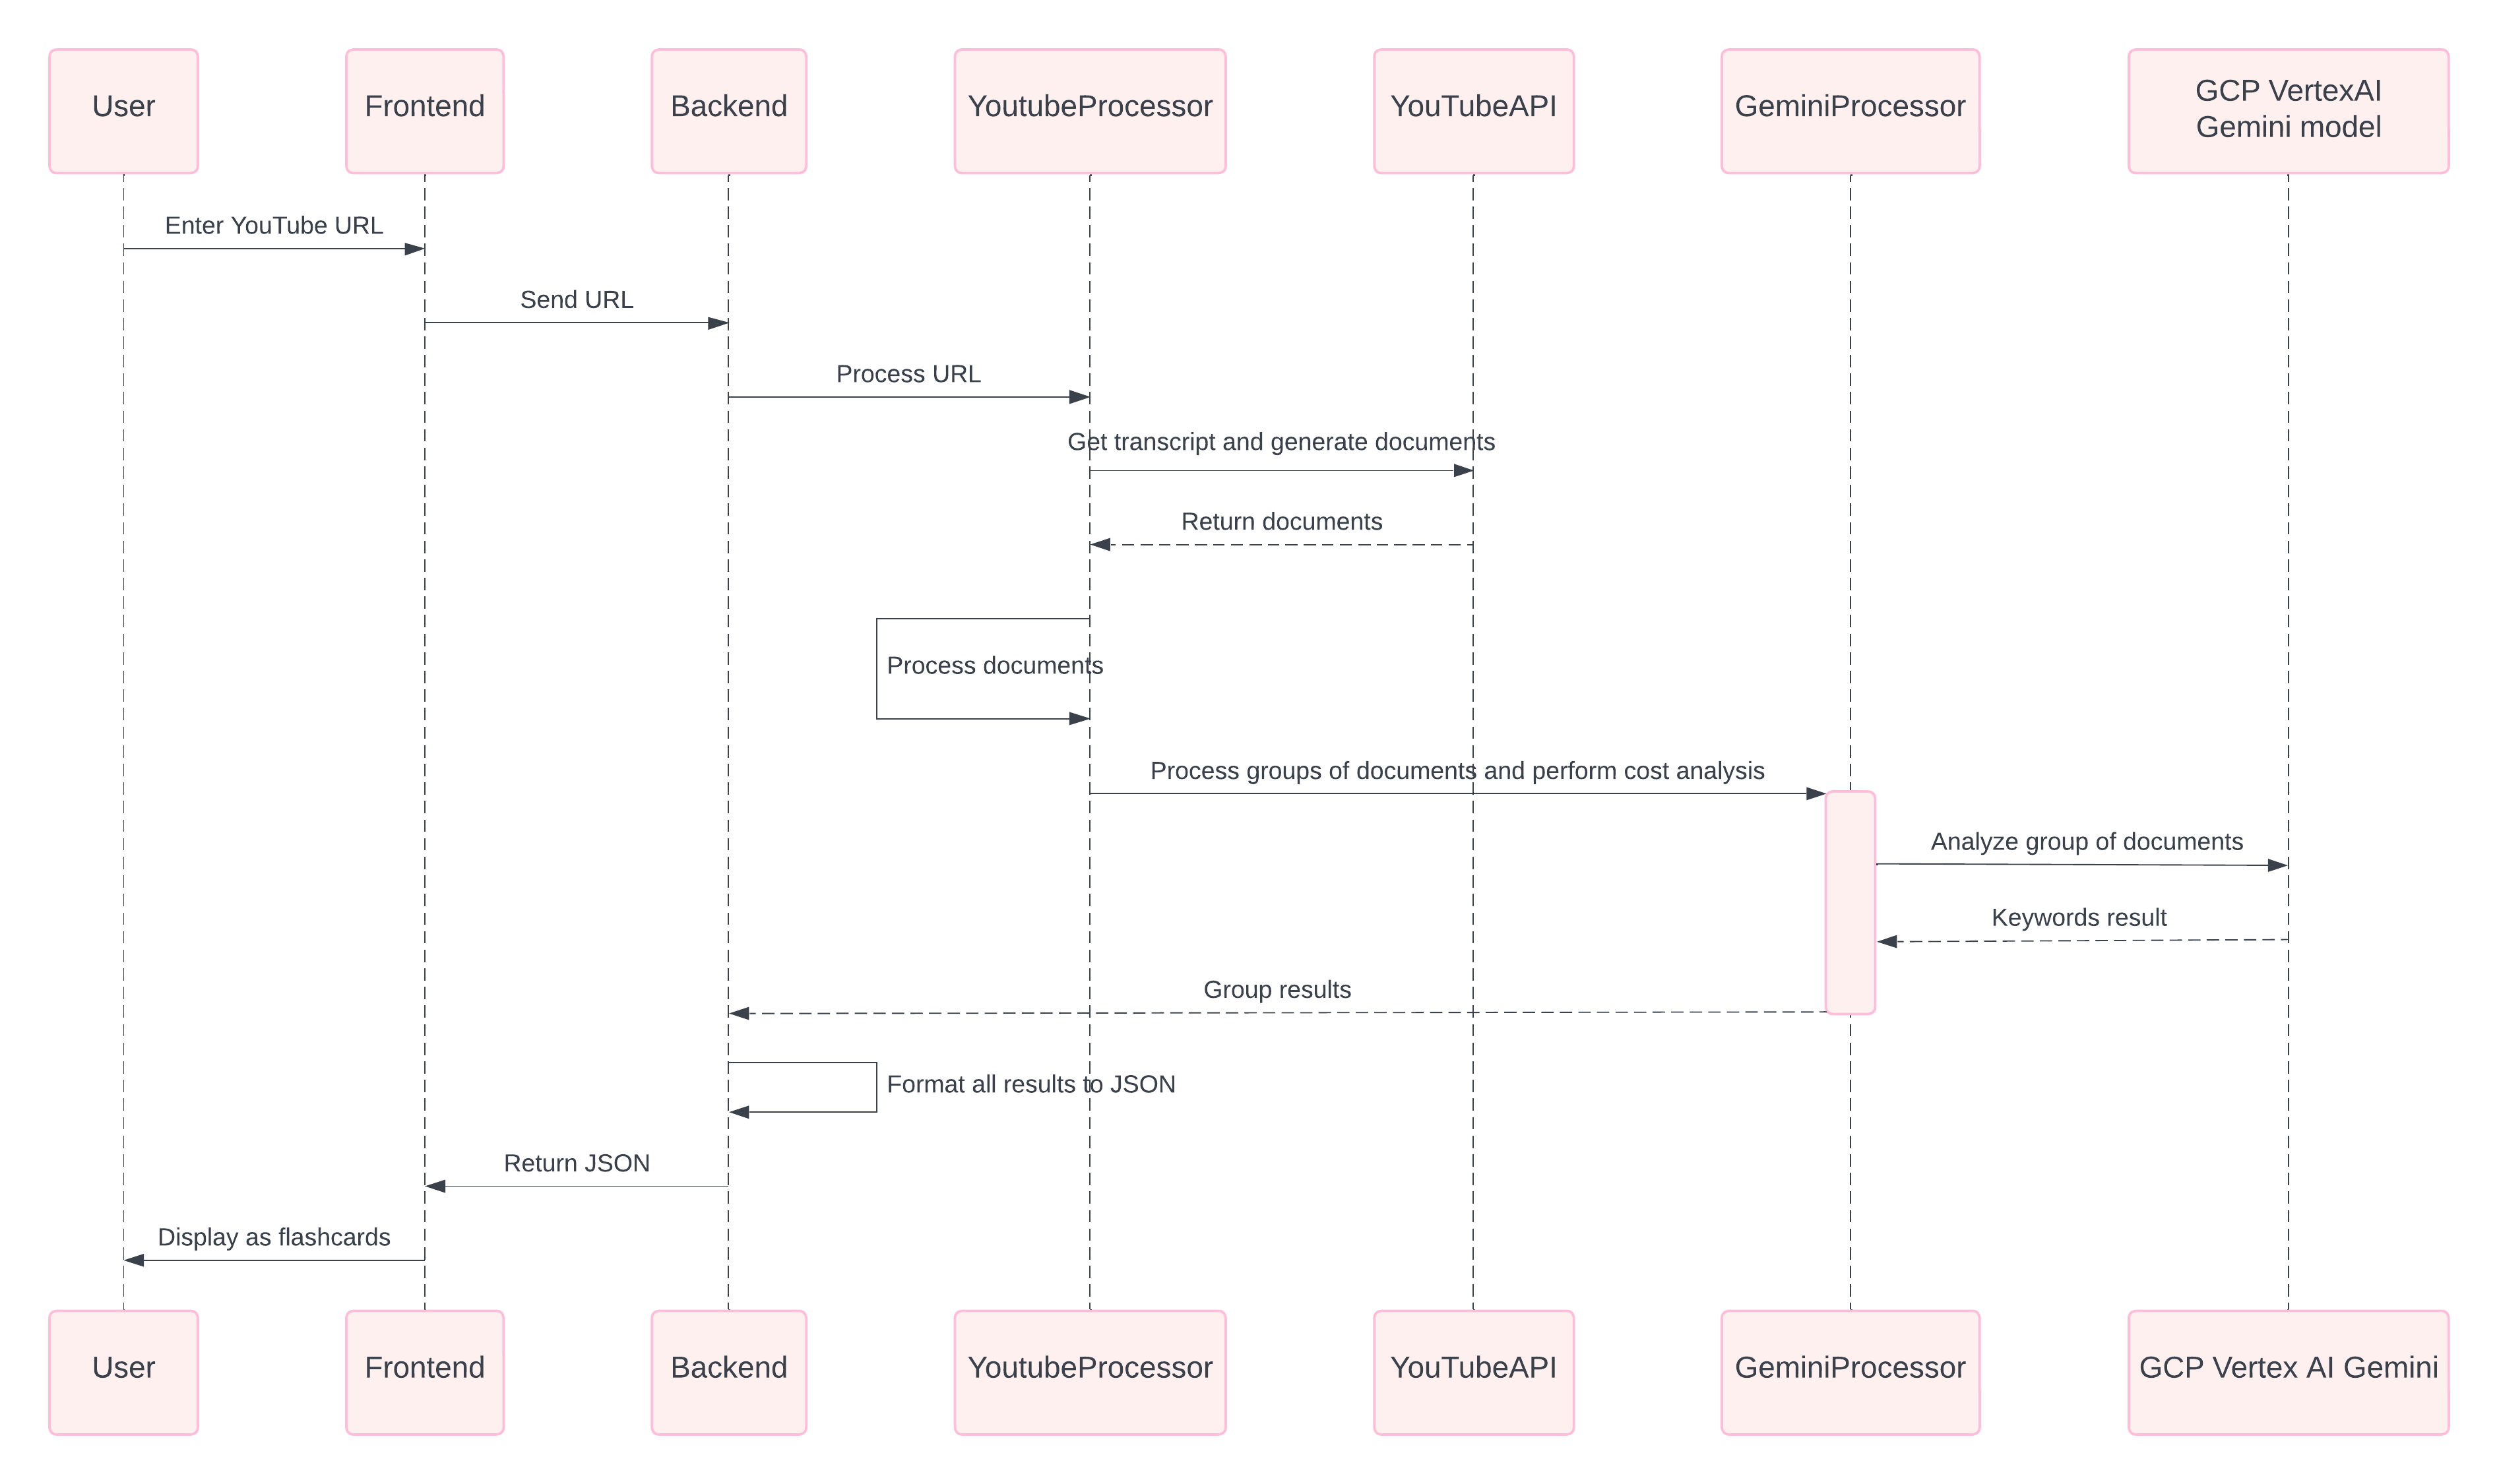 User
Frontend
Backend
YoutubeProcessor
YouTubeAPI
GeminiProcessor
GCP VertexAI
Gemini model
Enter YouTube URL
Send URL
Process URL
Get transcript and generate documents
Return documents
Process documents
Process groups of documents and perform cost analysis
Analyze group of documents
Keywords result
Group results
Format all results to JSON
Return JSON
Display as flashcards
User
Frontend
Backend
YoutubeProcessor
YouTubeAPI
GeminiProcessor
GCP Vertex AI Gemini